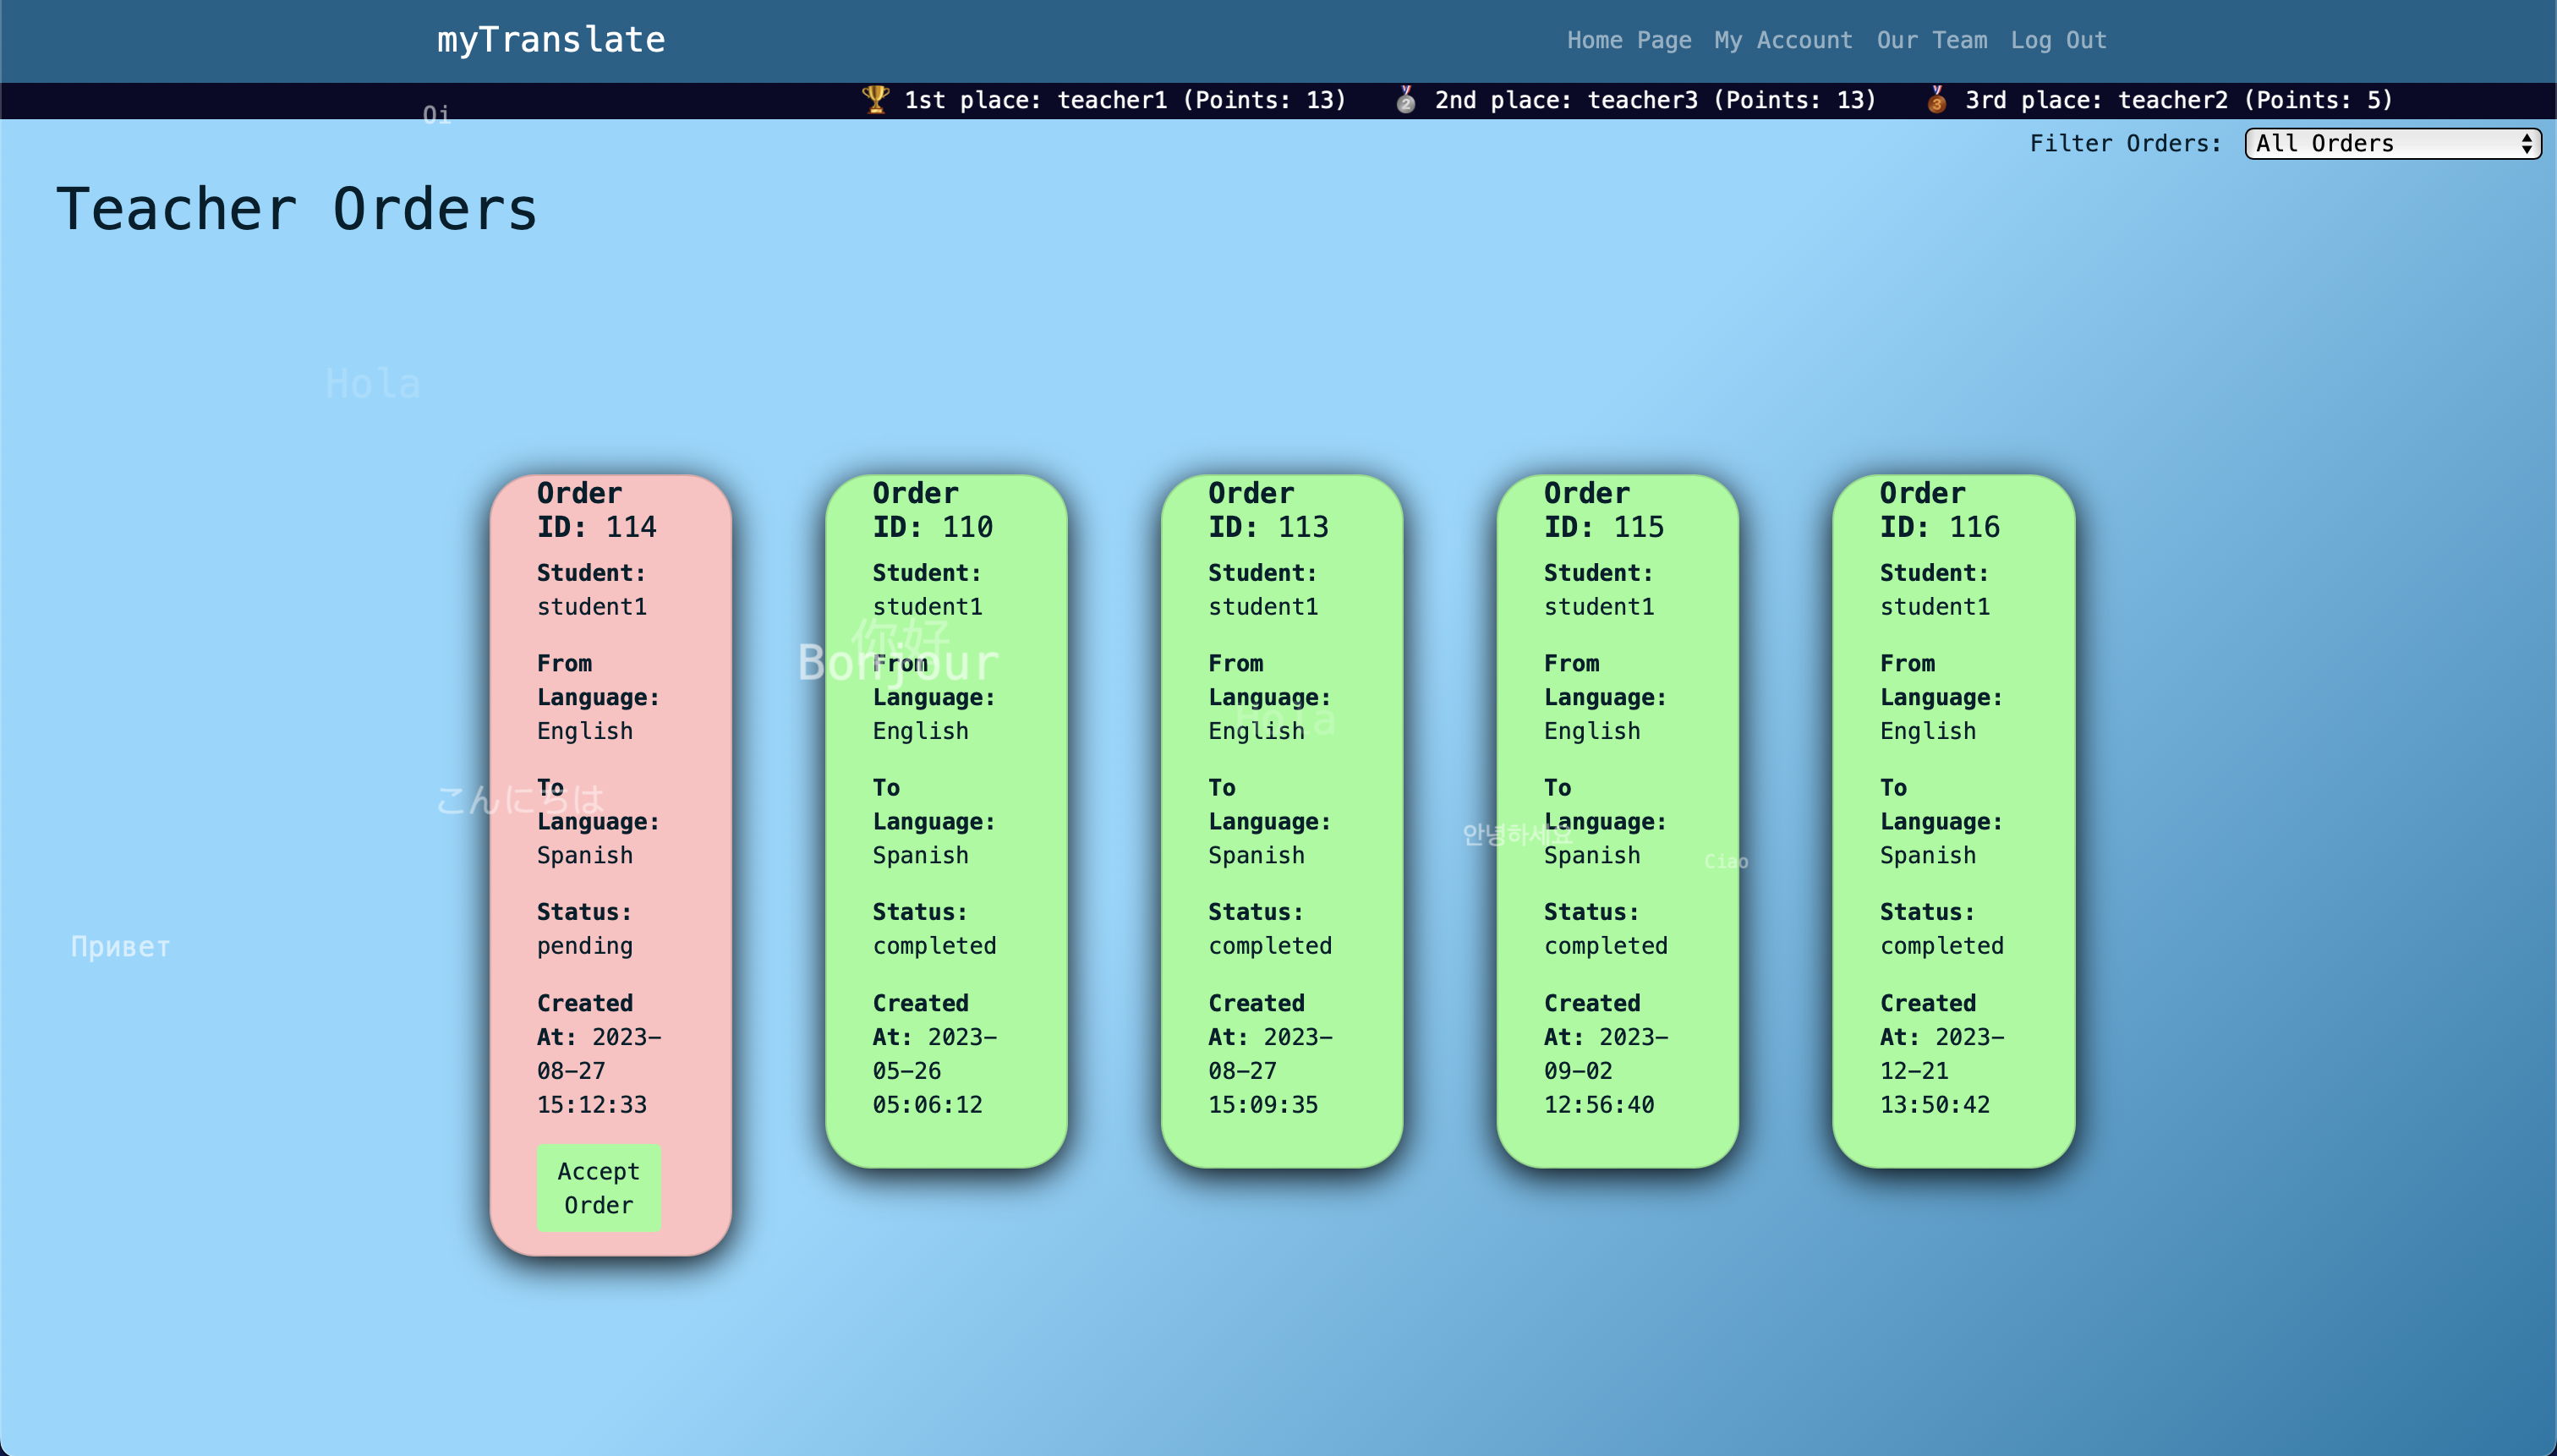 myTranslate
Home Page My Account Our Team Log Out
🏆 1st place: teacher1 (Points: 13) 🥈 2nd place: teacher3 (Points: 13) 🥉 3rd place: teacher2 (Points: 5)
Oi
Filter Orders: All Orders
Teacher Orders
Hola
Order
ID: 114
Student:
student1
From
Language:
English
To
Language:
Spanish
Status:
pending
Created
At: 2023-
08-27
15:12:33
Accept
Order
Order
ID: 110
Student:
student1
From
Language:
English
To
Language:
Spanish
Status:
completed
Created
At: 2023-
05-26
05:06:12
Order
ID: 113
Student:
student1
From
Language:
English
To
Language:
Spanish
Status:
completed
Created
At: 2023-
08-27
15:09:35
Order
ID: 115
Student:
student1
From
Language:
English
To
Language:
Spanish
Status:
completed
Created
At: 2023-
09-02
12:56:40
Order
ID: 116
Student:
student1
From
Language:
English
To
Language:
Spanish
Status:
completed
Created
At: 2023-
12-21
13:50:42
你好
Bonjour
Hola
こんにちは
안녕하세요
Ciao
Привет